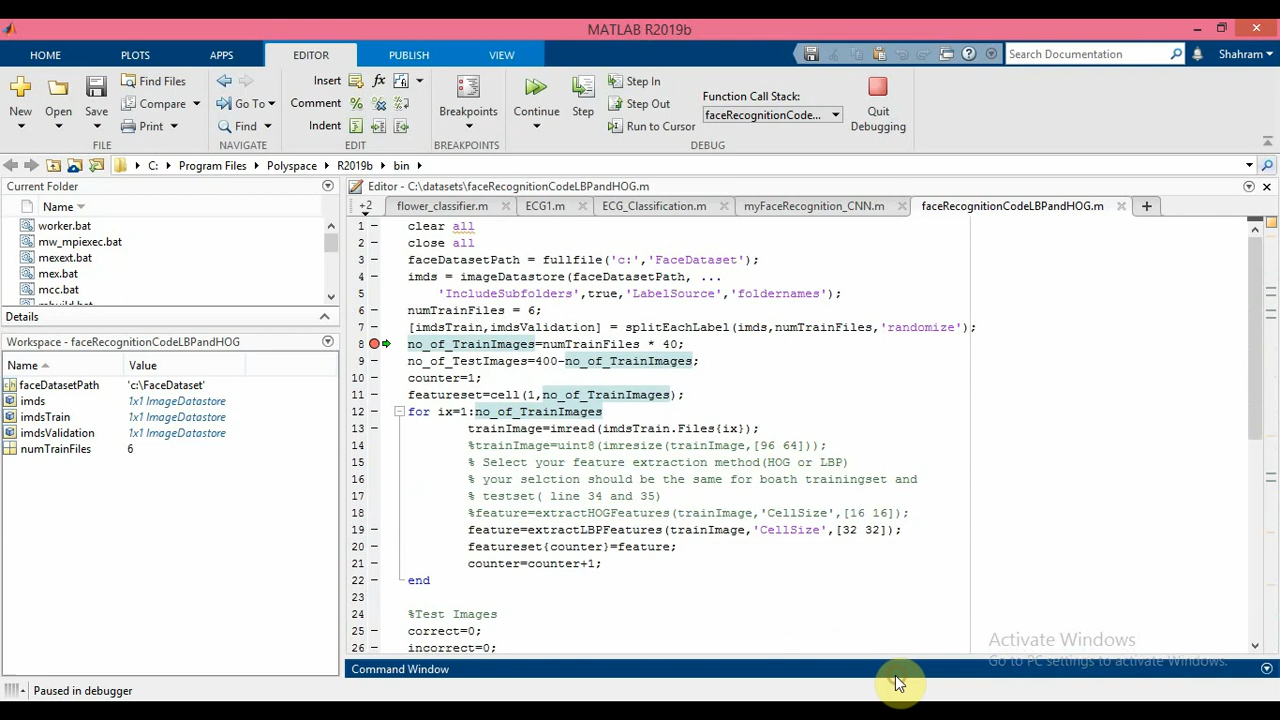 MATLAB R2019b
HOME PLOTS APPS EDITOR PUBLISH VIEW Search Documentation Shahram
New Open Save Find Files Compare Print Go To Find Insert fx Comment Indent Breakpoints Continue Step Step In Step Out Run to Cursor Function Call Stack: faceRecognitionCode... Quit Debugging
FILE NAVIGATE EDIT BREAKPOINTS DEBUG
C: Program Files Polyspace R2019b bin
Current Folder
Name
worker.bat
mw_mpiexec.bat
mexext.bat
mex.bat
mcc.bat
Details
Workspace - faceRecognitionCodeLBPandHOG
Name Value
faceDatasetPath 'c:\FaceDataset'
imds 1x1 ImageDatastore
imdsTrain 1x1 ImageDatastore
imdsValidation 1x1 ImageDatastore
numTrainFiles 6
Editor - C:\datasets\faceRecognitionCodeLBPandHOG.m
+2 flower_classifier.m ECG1.m ECG_Classification.m myFaceRecognition_CNN.m faceRecognitionCodeLBPandHOG.m
1 clear all
2 close all
3 faceDatasetPath = fullfile('c:','FaceDataset');
4 imds = imageDatastore(faceDatasetPath, ...
5 'IncludeSubfolders',true,'LabelSource','foldernames');
6 numTrainFiles = 6;
7 [imdsTrain,imdsValidation] = splitEachLabel(imds,numTrainFiles,'randomize');
8 no_of_TrainImages=numTrainFiles * 40;
9 no_of_TestImages=400-no_of_TrainImages;
10 counter=1;
11 featureset=cell(1,no_of_TrainImages);
12 for ix=1:no_of_TrainImages
13 trainImage=imread(imdsTrain.Files{ix});
14 %trainImage=uint8(imresize(trainImage,[96 64]));
15 % Select your feature extraction method(HOG or LBP)
16 % your selction should be the same for boath trainingset and
17 % testset( line 34 and 35)
18 %feature=extractHOGFeatures(trainImage,'CellSize',[16 16]);
19 feature=extractLBPFeatures(trainImage,'CellSize',[32 32]);
20 featureset{counter}=feature;
21 counter=counter+1;
22 end
23
24 %Test Images
25 correct=0;
26 incorrect=0;
Activate Windows
Go to PC settings to activate Windows.
Command Window
Paused in debugger